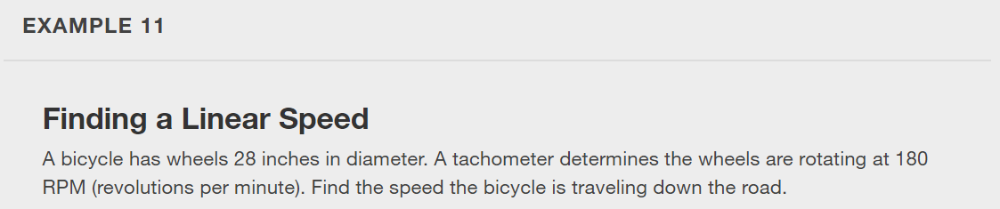 EXAMPLE 11
Finding a Linear Speed
A bicycle has wheels 28 inches in diameter. A tachometer determines the wheels are rotating at 180
RPM (revolutions per minute). Find the speed the bicycle is traveling down the road.